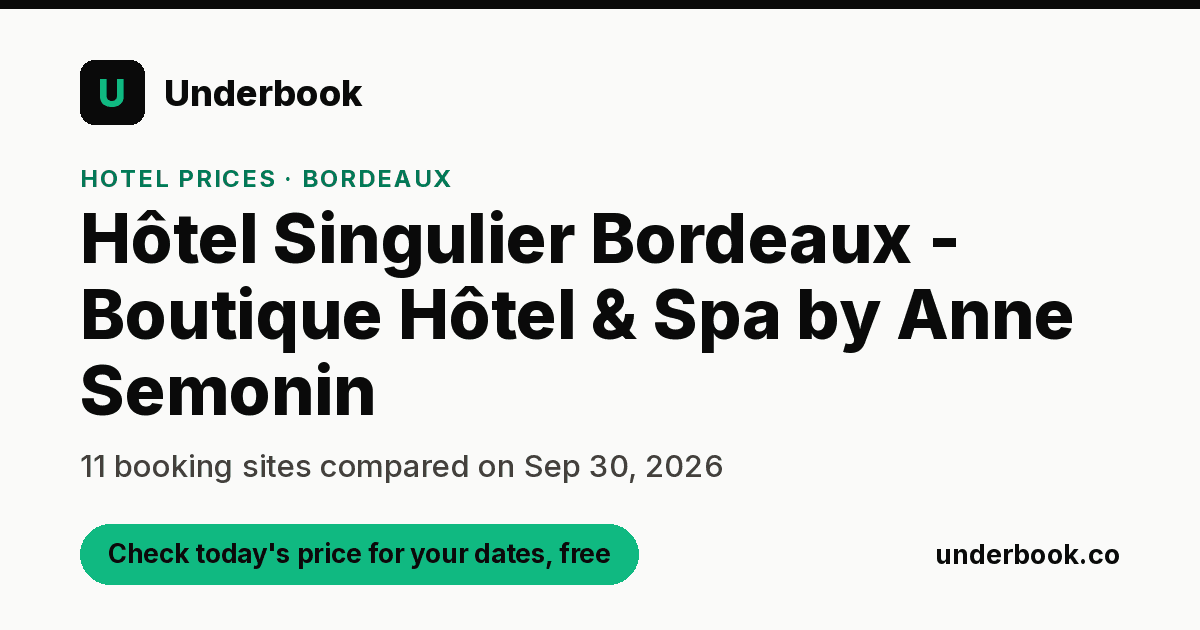 U Underbook
HOTEL PRICES · BORDEAUX
Hôtel Singulier Bordeaux -
Boutique Hôtel & Spa by Anne
Semonin
11 booking sites compared on Sep 30, 2026
Check today's price for your dates, free
underbook.co